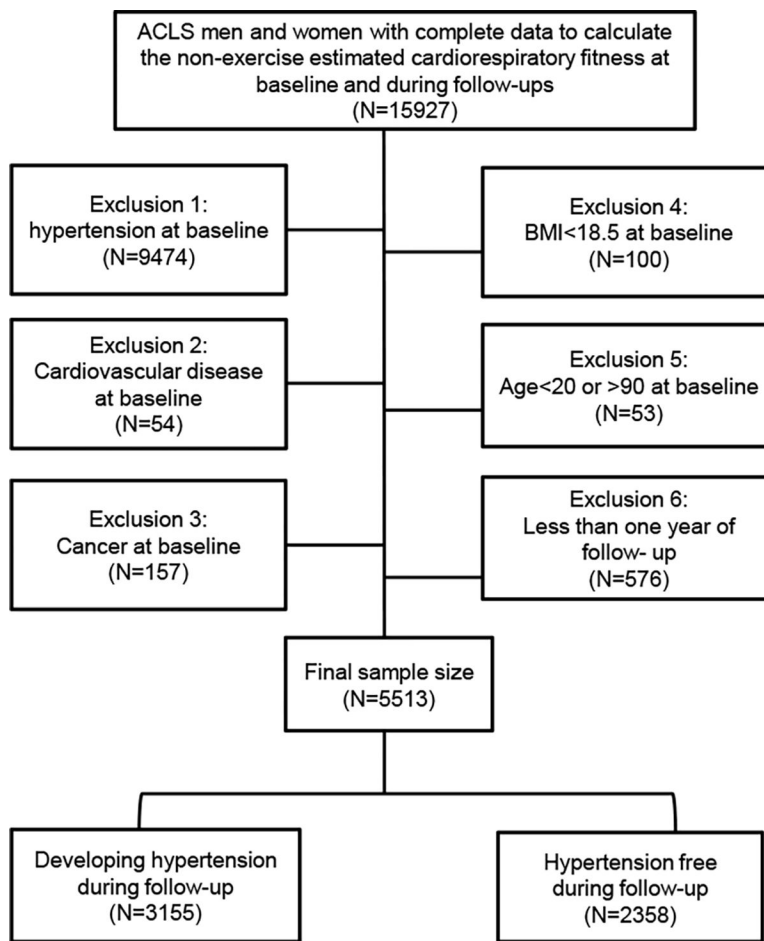 ACLS men and women with complete data to calculate
the non-exercise estimated cardiorespiratory fitness at
baseline and during follow-ups
(N=15927)
Exclusion 1:
hypertension at baseline
(N=9474)
Exclusion 4:
BMI<18.5 at baseline
(N=100)
Exclusion 2:
Cardiovascular disease
at baseline
(N=54)
Exclusion 5:
Age<20 or >90 at baseline
(N=53)
Exclusion 3:
Cancer at baseline
(N=157)
Exclusion 6:
Less than one year of
follow- up
(N=576)
Final sample size
(N=5513)
Developing hypertension
during follow-up
(N=3155)
Hypertension free
during follow-up
(N=2358)